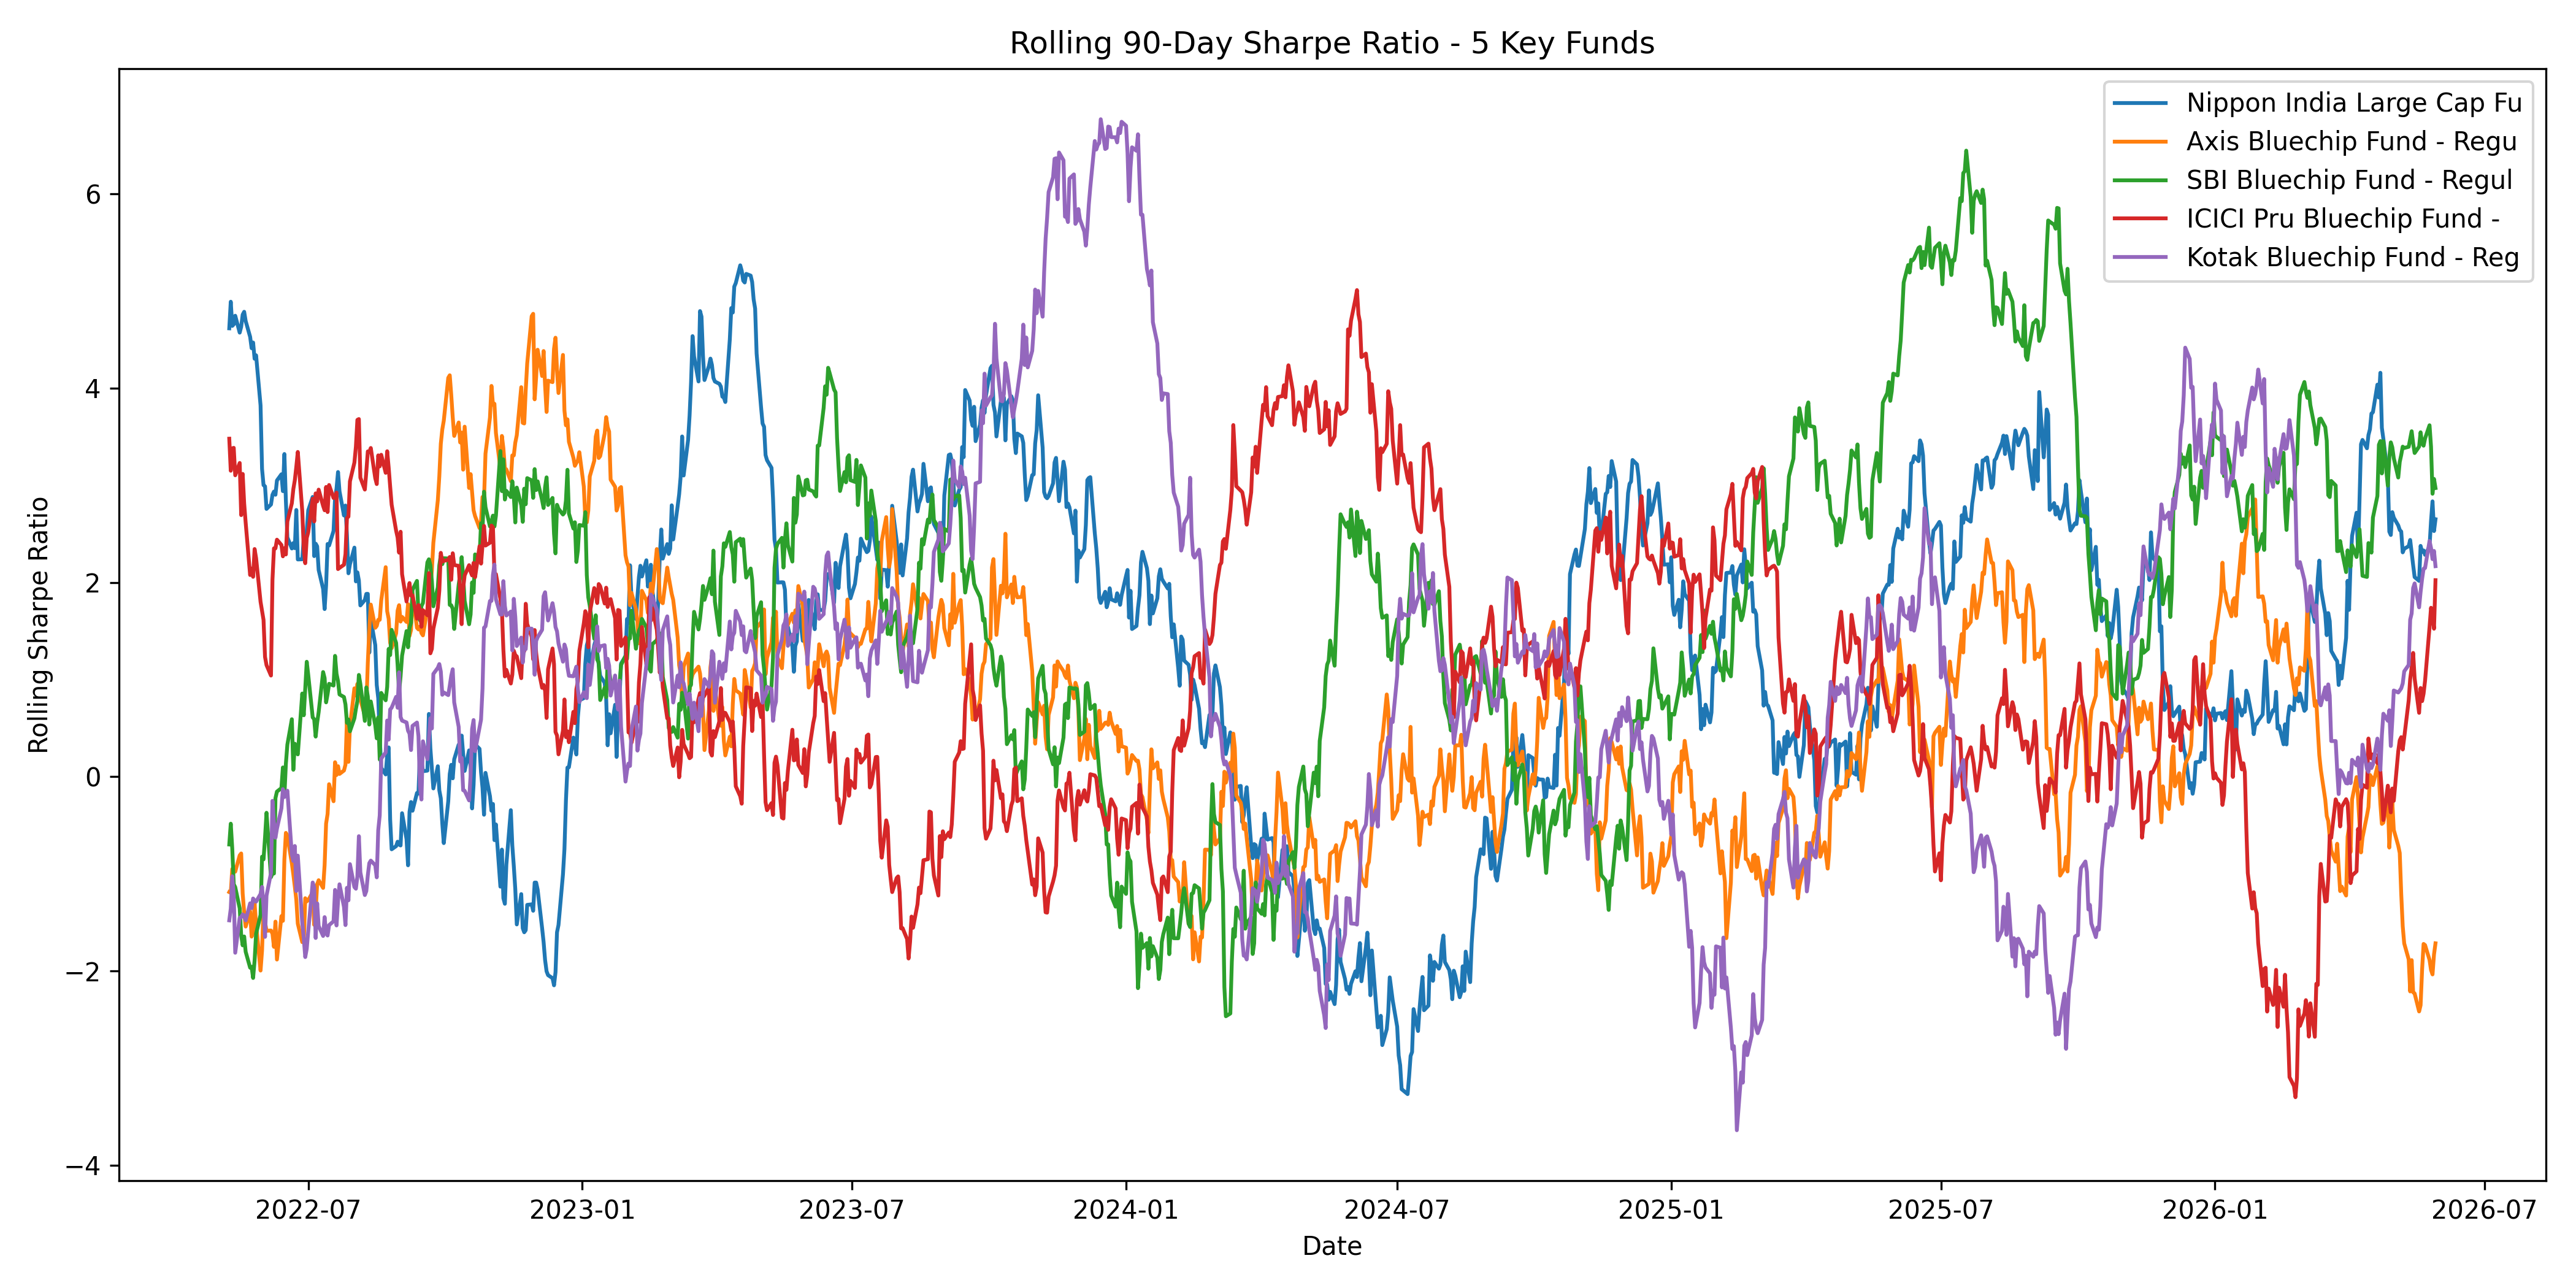 Rolling 90-Day Sharpe Ratio - 5 Key Funds
Nippon India Large Cap Fu
Axis Bluechip Fund - Regu
SBI Bluechip Fund - Regul
ICICI Pru Bluechip Fund -
Kotak Bluechip Fund - Reg
Rolling Sharpe Ratio
6
4
2
0
−2
−4
2022-07
2023-01
2023-07
2024-01
2024-07
2025-01
2025-07
2026-01
2026-07
Date